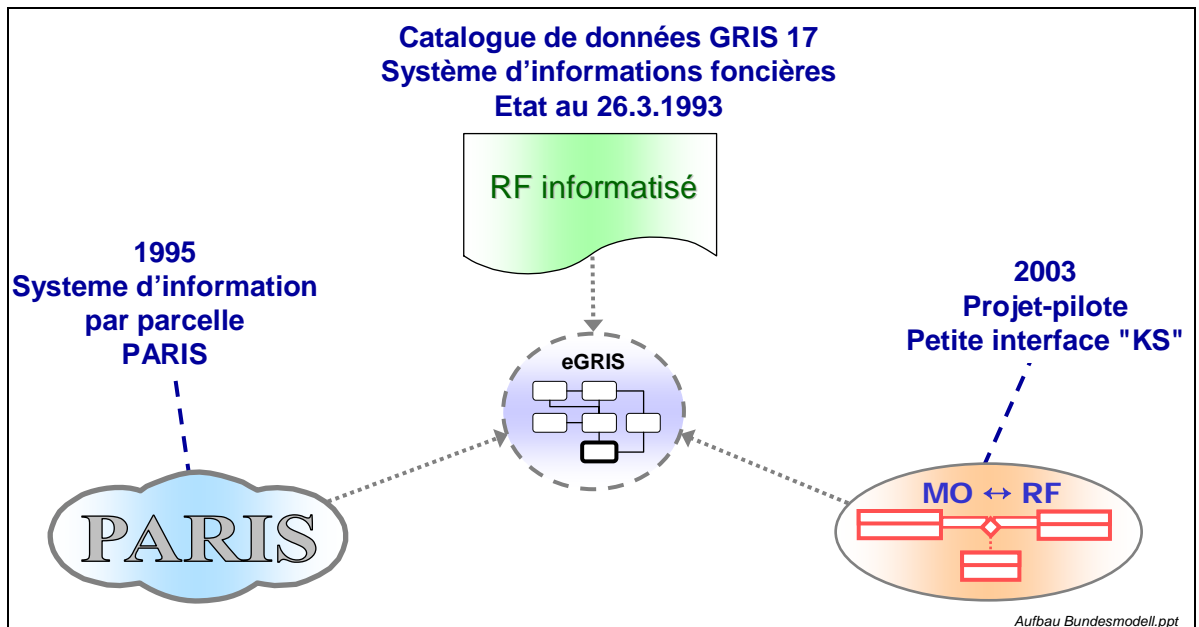 Catalogue de données GRIS 17
Système d'informations foncières
Etat au 26.3.1993
RF informatisé
1995
Systeme d'information
par parcelle
PARIS
2003
Projet-pilote
Petite interface "KS"
eGRIS
PARIS
MO ↔ RF
Aufbau Bundesmodell.ppt